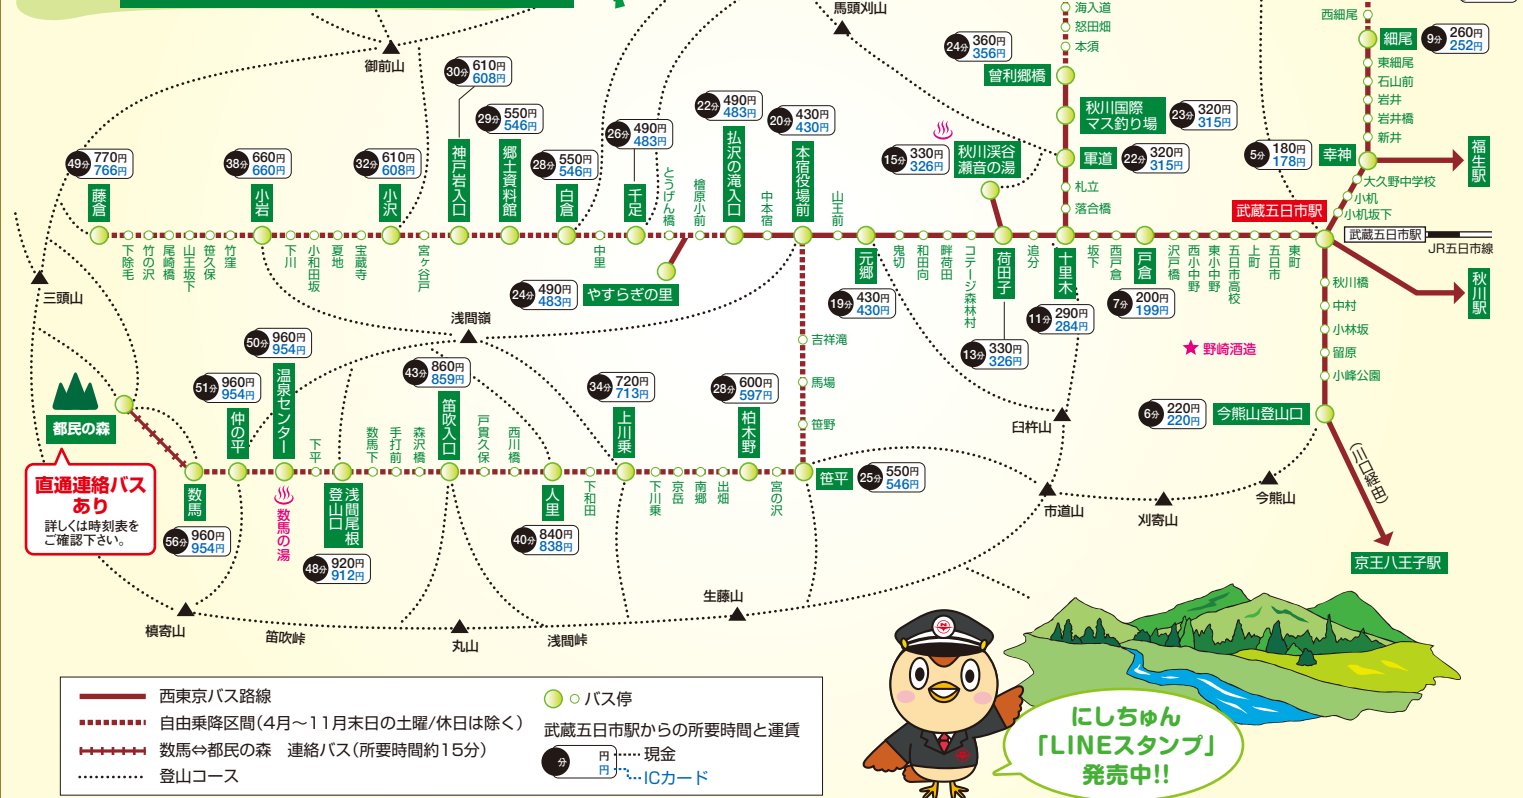 馬頭刈山
海入道
怒田畑
本須
24分 360円 356円
曾利郷橋
秋川国際
マス釣り場
23分 320円 315円
軍道
22分 320円 315円
札立
落合橋
西細尾
細尾
9分 260円 252円
東細尾
石山前
岩井
岩井橋
新井
幸神
5分 180円 178円
福生駅
大久野中学校
小机
小机坂下
武蔵五日市駅
武蔵五日市駅
JR五日市線
秋川駅
御前山
30分 610円 608円
神戸岩入口
29分 550円 546円
郷土資料館
28分 550円 546円
白倉
26分 490円 483円
千足
22分 490円 483円
払沢の滝入口
20分 430円 430円
本宿役場前
15分 330円 326円
秋川渓谷
瀬音の湯
49分 770円 766円
藤倉
38分 660円 660円
小岩
32分 610円 608円
小沢
とうげん橋
檜原小前
中本宿
山王前
下除毛
竹の沢
尾崎橋
山王坂下
笹久保
竹窪
下川
小和田坂
夏地
宝蔵寺
宮ヶ谷戸
中里
24分 490円 483円
やすらぎの里
元郷
19分 430円 430円
鬼切
和田向
畔荷田
コテージ森林村
荷田子
13分 330円 326円
追分
十里木
11分 290円 284円
坂下
西戸倉
戸倉
7分 200円 199円
沢戸橋
西小中野
東小中野
五日市高校
上町
五日市
東町
秋川橋
中村
小林坂
留原
小峰公園
今熊山登山口
6分 220円 220円
★ 野崎酒造
三頭山
浅間嶺
吉祥滝
馬場
笹野
笹平
25分 550円 546円
都民の森
直通連絡バス
あり
詳しくは時刻表を
ご確認下さい。
数馬
56分 960円 954円
51分 960円 954円
仲の平
50分 960円 954円
温泉センター
数馬の湯
下平
浅間尾根
登山口
48分 920円 912円
数馬下
手打前
森沢橋
43分 860円 859円
笛吹入口
戸貫久保
西川橋
人里
40分 840円 838円
下和田
34分 720円 713円
上川乗
下川乗
京岳
南郷
出畑
28分 600円 597円
柏木野
宮の沢
臼杵山
市道山
刈寄山
今熊山
(川口経由)
京王八王子駅
槙寄山
笛吹峠
丸山
浅間峠
生藤山
西東京バス路線
自由乗降区間(4月〜11月末日の土曜/休日は除く)
数馬⇔都民の森 連絡バス(所要時間約15分)
登山コース
バス停
武蔵五日市駅からの所要時間と運賃
分 円 現金
円 ICカード
にしちゅん
「LINEスタンプ」
発売中!!